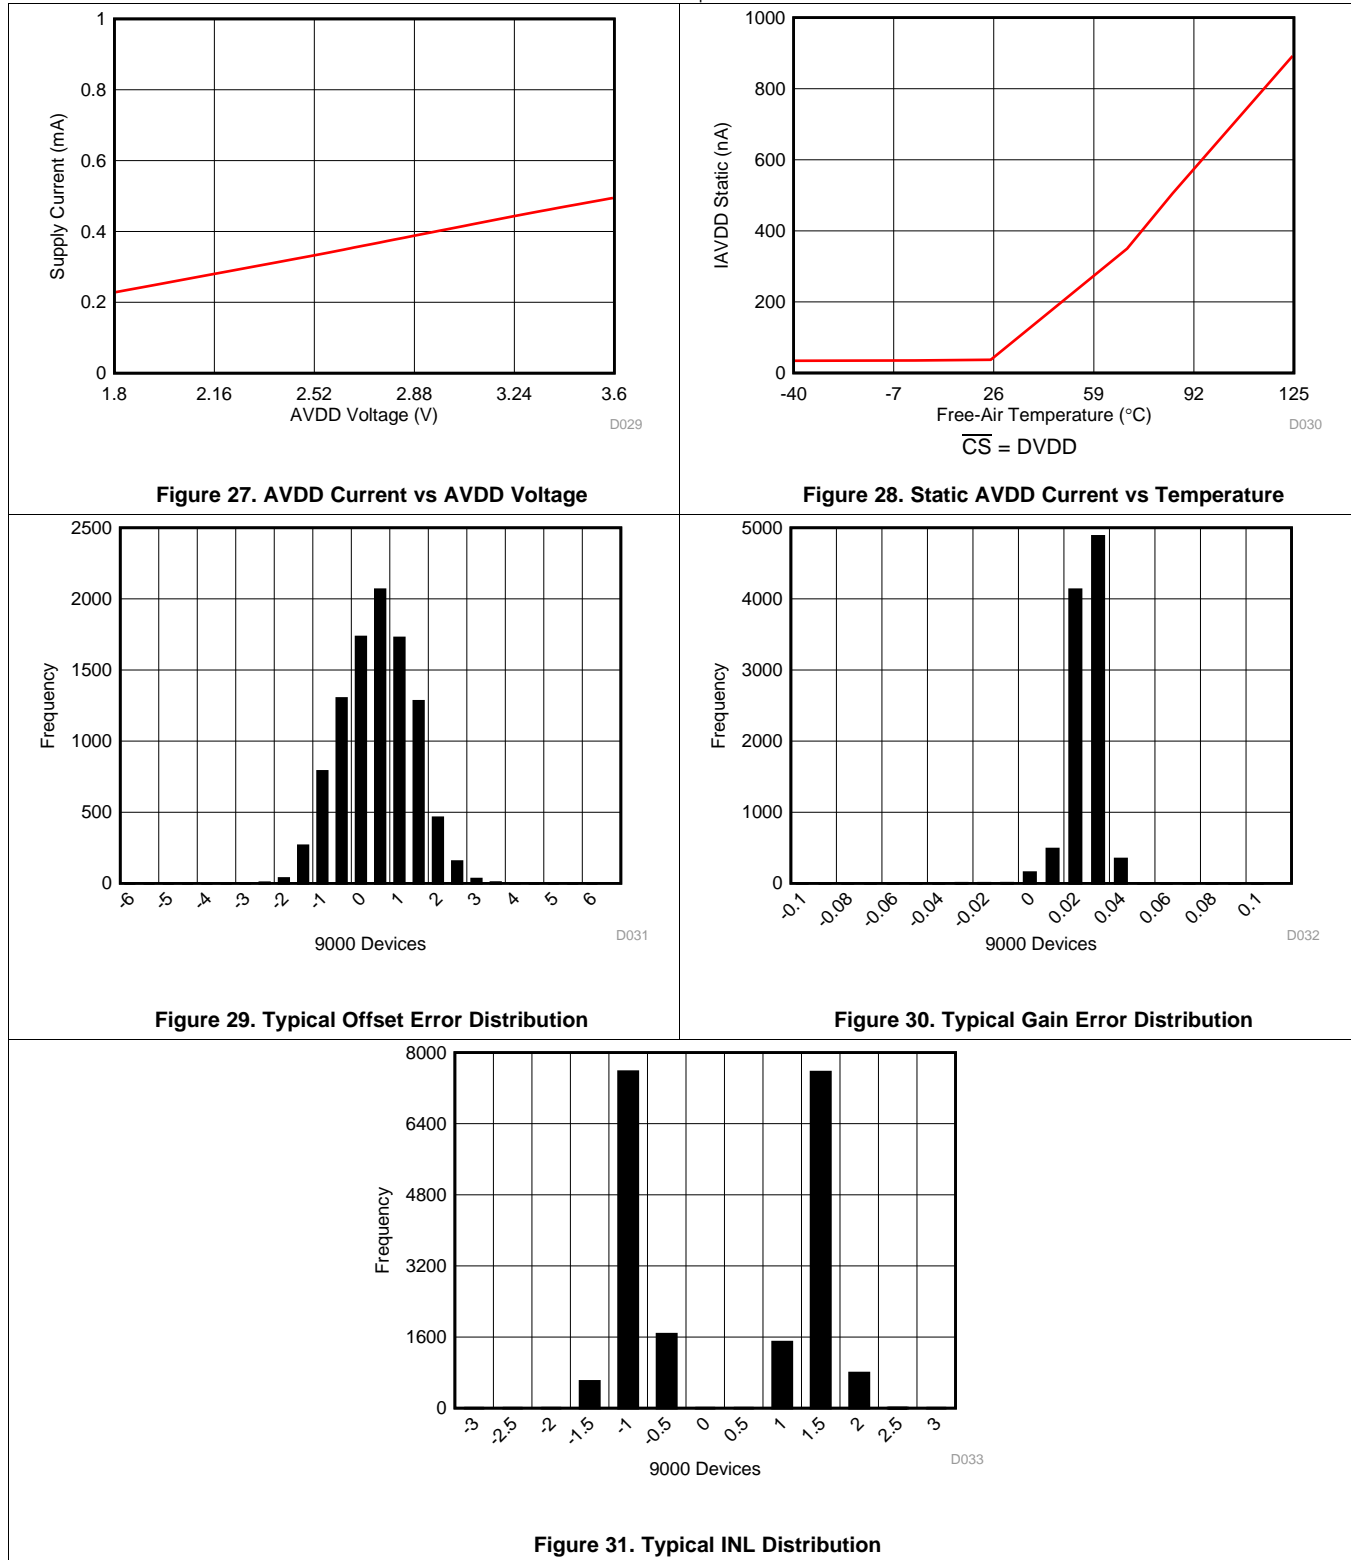 1
0.8
0.6
0.4
0.2
0
Supply Current (mA)
1.8 2.16 2.52 2.88 3.24 3.6
AVDD Voltage (V)
D029
Figure 27. AVDD Current vs AVDD Voltage
1000
800
600
400
200
0
IAVDD Static (nA)
-40 -7 26 59 92 125
Free-Air Temperature (°C)
D030
CS = DVDD
Figure 28. Static AVDD Current vs Temperature
2500
2000
1500
1000
500
0
Frequency
-6 -5 -4 -3 -2 -1 0 1 2 3 4 5 6
9000 Devices
D031
Figure 29. Typical Offset Error Distribution
5000
4000
3000
2000
1000
0
Frequency
-0.1 -0.08 -0.06 -0.04 -0.02 0 0.02 0.04 0.06 0.08 0.1
9000 Devices
D032
Figure 30. Typical Gain Error Distribution
8000
6400
4800
3200
1600
0
Frequency
-3 -2.5 -2 -1.5 -1 -0.5 0 0.5 1 1.5 2 2.5 3
9000 Devices
D033
Figure 31. Typical INL Distribution